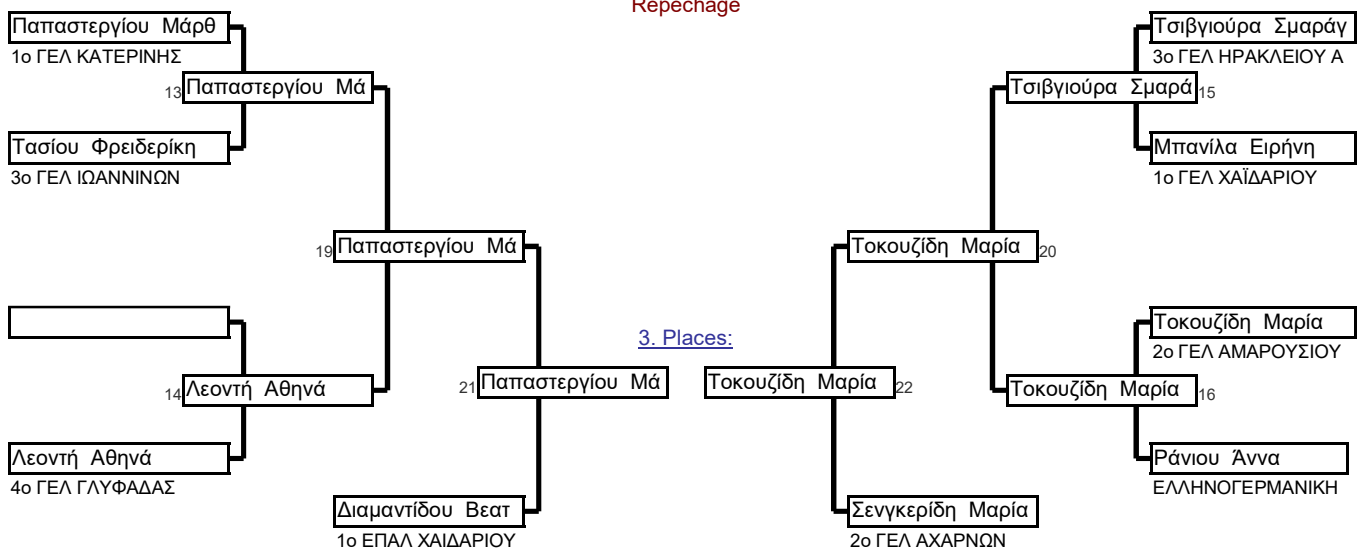 Repechage
Παπαστεργίου Μάρθ
1ο ΓΕΛ ΚΑΤΕΡΙΝΗΣ
13 Παπαστεργίου Μά
Τασίου Φρειδερίκη
3ο ΓΕΛ ΙΩΑΝΝΙΝΩΝ
19 Παπαστεργίου Μά
14 Λεοντή Αθηνά
Λεοντή Αθηνά
4ο ΓΕΛ ΓΛΥΦΑΔΑΣ
21 Παπαστεργίου Μά
Διαμαντίδου Βεατ
1ο ΕΠΑΛ ΧΑΙΔΑΡΙΟΥ
3. Places:
Τσιβγιούρα Σμαράγ
3ο ΓΕΛ ΗΡΑΚΛΕΙΟΥ Α
Τσιβγιούρα Σμαρά 15
Μπανίλα Ειρήνη
1ο ΓΕΛ ΧΑΪΔΑΡΙΟΥ
Τοκουζίδη Μαρία 20
Τοκουζίδη Μαρία
2ο ΓΕΛ ΑΜΑΡΟΥΣΙΟΥ
Τοκουζίδη Μαρία 22
Τοκουζίδη Μαρία 16
Ράνιου Άννα
ΕΛΛΗΝΟΓΕΡΜΑΝΙΚΗ
Σενγκερίδη Μαρία
2ο ΓΕΛ ΑΧΑΡΝΩΝ